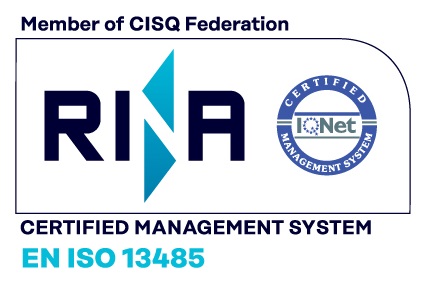 Member of CISQ Federation
RINA
CERTIFIED
IQNet
MANAGEMENT SYSTEM
CERTIFIED MANAGEMENT SYSTEM
EN ISO 13485